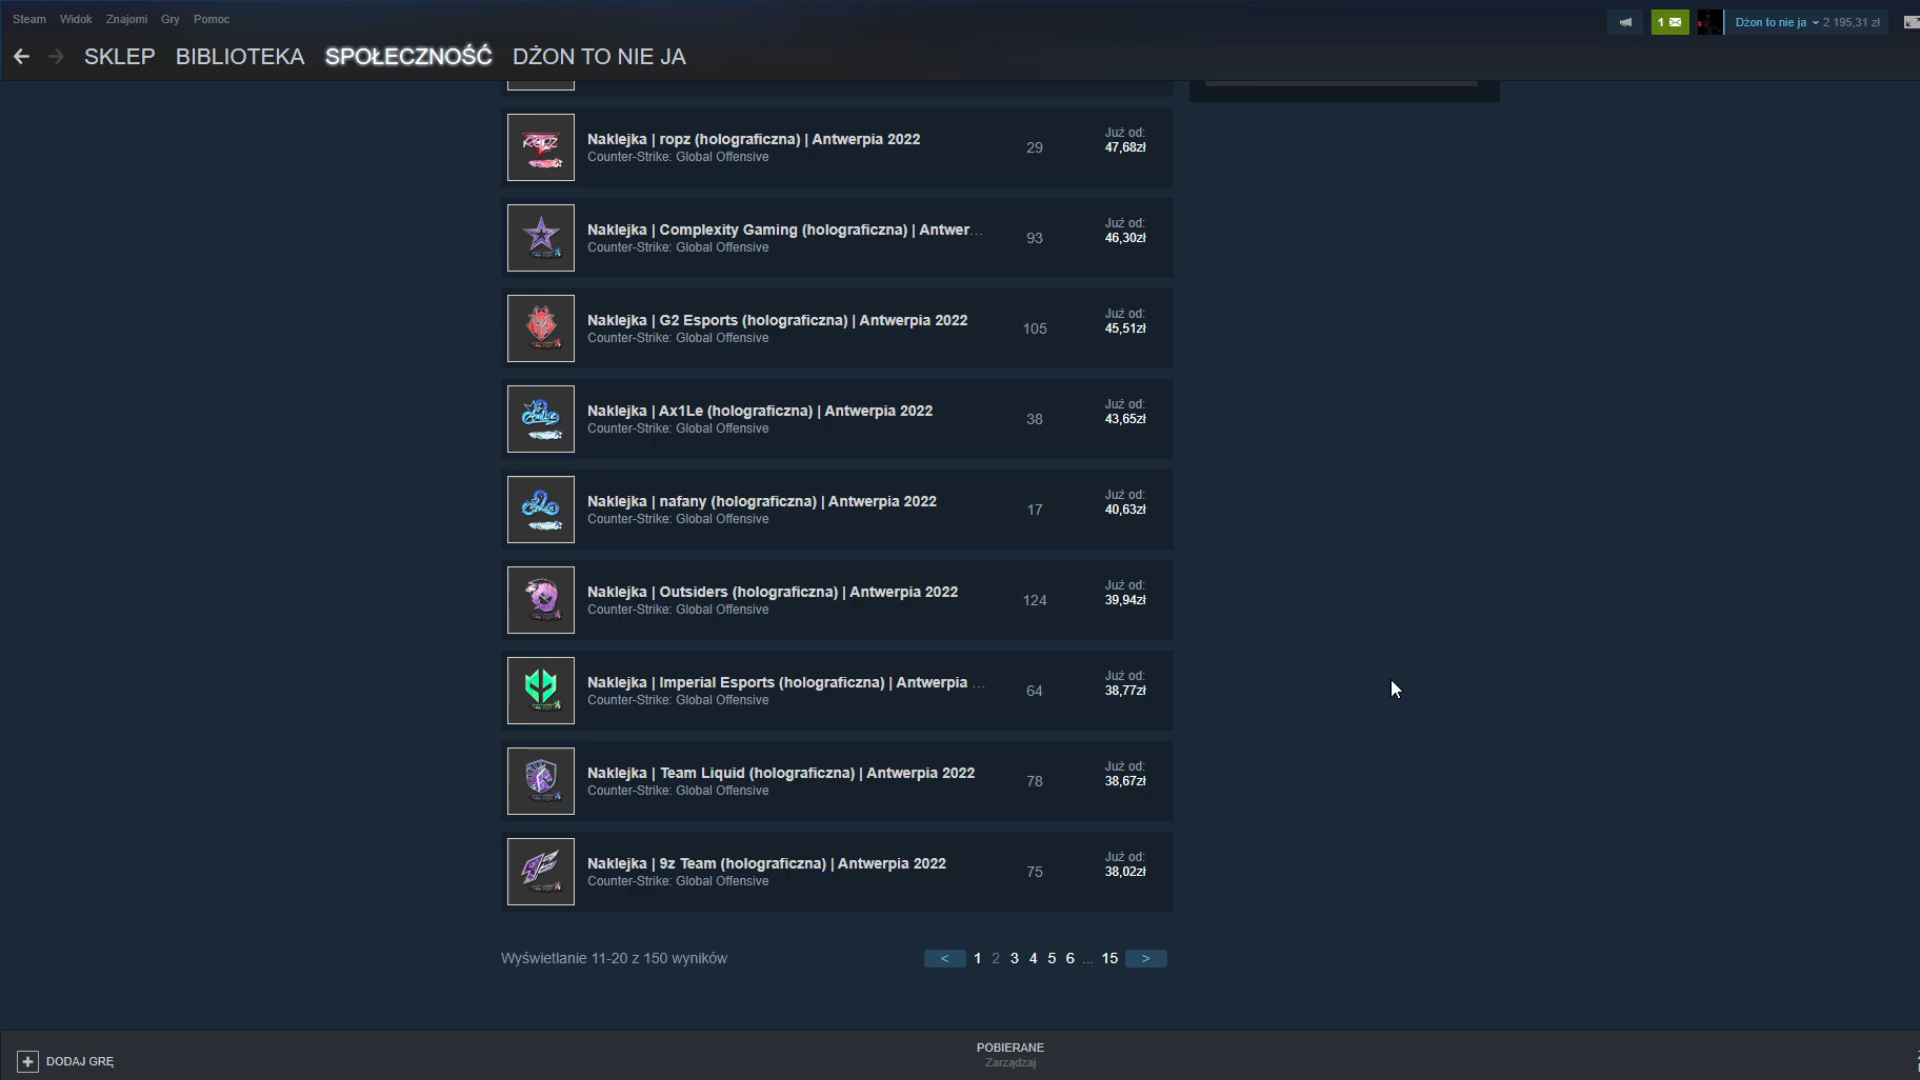 Steam Widok Znajomi Gry Pomoc
1
Dżon to nie ja 2 195,31 zł
SKLEP BIBLIOTEKA SPOŁECZNOŚĆ DŻON TO NIE JA
Naklejka | ropz (holograficzna) | Antwerpia 2022
Counter-Strike: Global Offensive
29
Już od:
47,68zł
Naklejka | Complexity Gaming (holograficzna) | Antwer...
Counter-Strike: Global Offensive
93
Już od:
46,30zł
Naklejka | G2 Esports (holograficzna) | Antwerpia 2022
Counter-Strike: Global Offensive
105
Już od:
45,51zł
Naklejka | Ax1Le (holograficzna) | Antwerpia 2022
Counter-Strike: Global Offensive
38
Już od:
43,65zł
Naklejka | nafany (holograficzna) | Antwerpia 2022
Counter-Strike: Global Offensive
17
Już od:
40,63zł
Naklejka | Outsiders (holograficzna) | Antwerpia 2022
Counter-Strike: Global Offensive
124
Już od:
39,94zł
Naklejka | Imperial Esports (holograficzna) | Antwerpia ...
Counter-Strike: Global Offensive
64
Już od:
38,77zł
Naklejka | Team Liquid (holograficzna) | Antwerpia 2022
Counter-Strike: Global Offensive
78
Już od:
38,67zł
Naklejka | 9z Team (holograficzna) | Antwerpia 2022
Counter-Strike: Global Offensive
75
Już od:
38,02zł
Wyświetlanie 11-20 z 150 wyników
< 1 2 3 4 5 6 ... 15 >
DODAJ GRĘ
POBIERANE
Zarządzaj